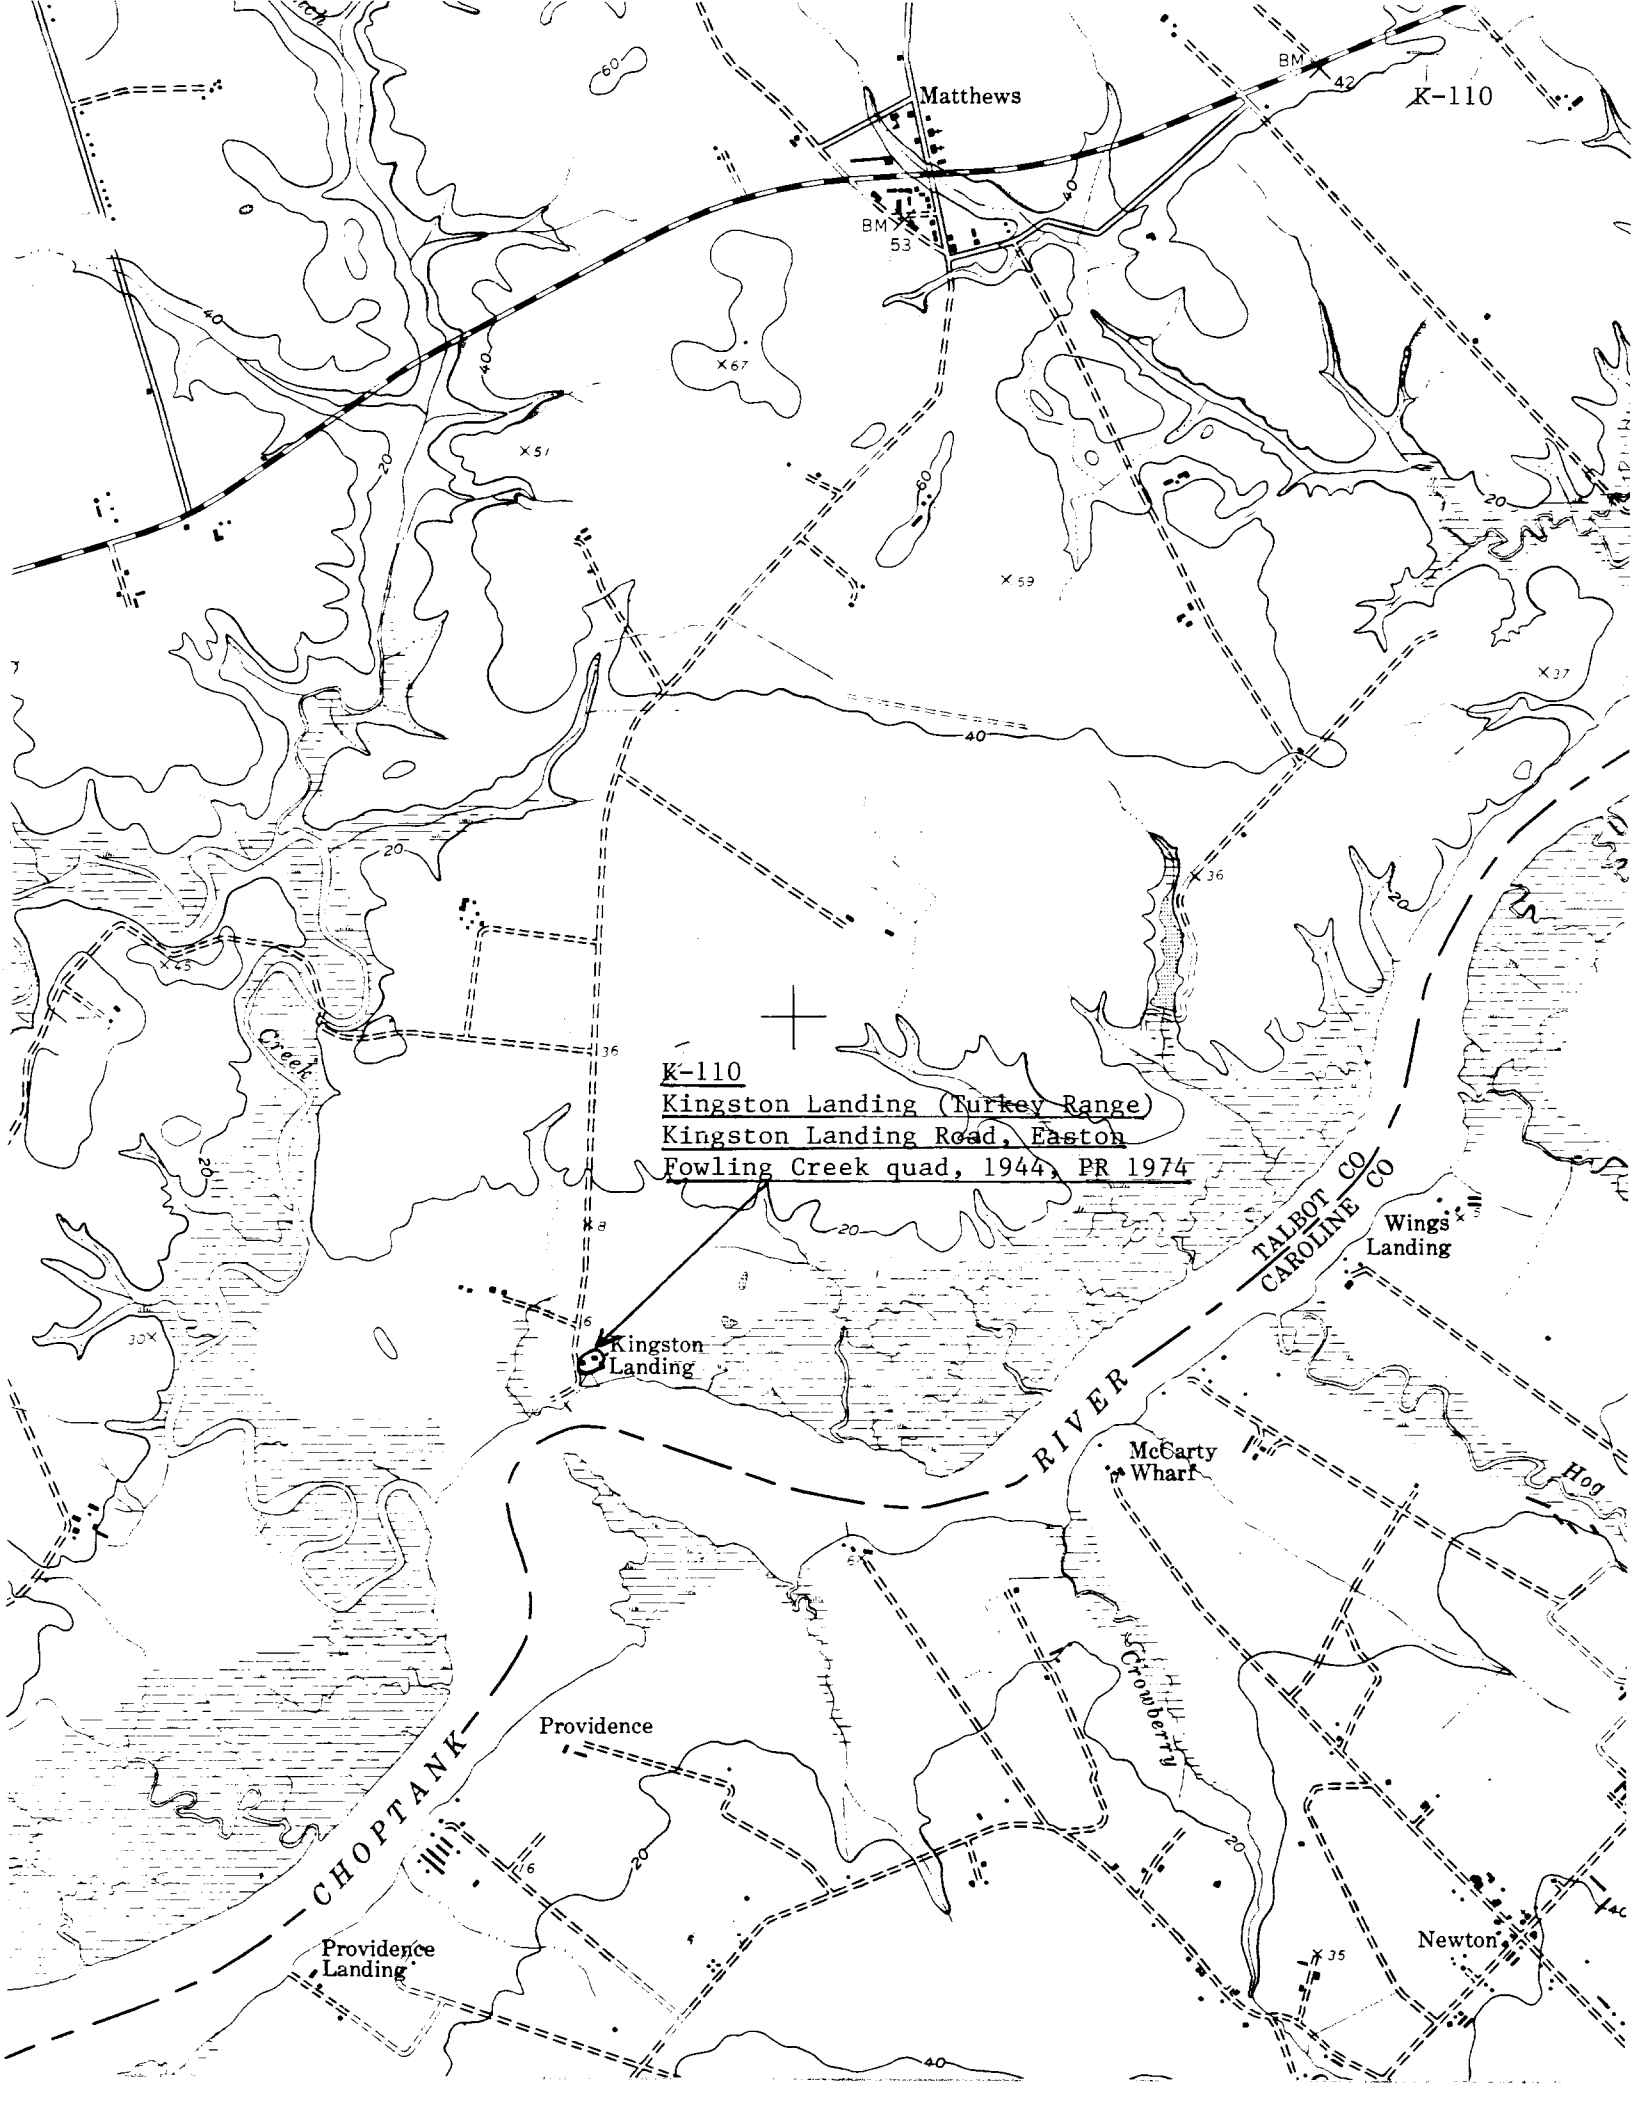 60
BM
42
K-110
Matthews
40
BM
53
40
40
×67
×51
20
60
20
×59
×37
40
20
×36
20
×45
Creek
36
K-110
Kingston Landing (Turkey Range)
Kingston Landing Road, Easton
Fowling Creek quad, 1944, PR 1974
20
×8
20
TALBOT CO
CAROLINE CO
Wings
Landing
6
30×
Kingston
Landing
RIVER
McCarty
Wharf
Hog
Crowberry
Providence
CHOPTANK
20
6
20
Newton
×35
Providence
Landing
40